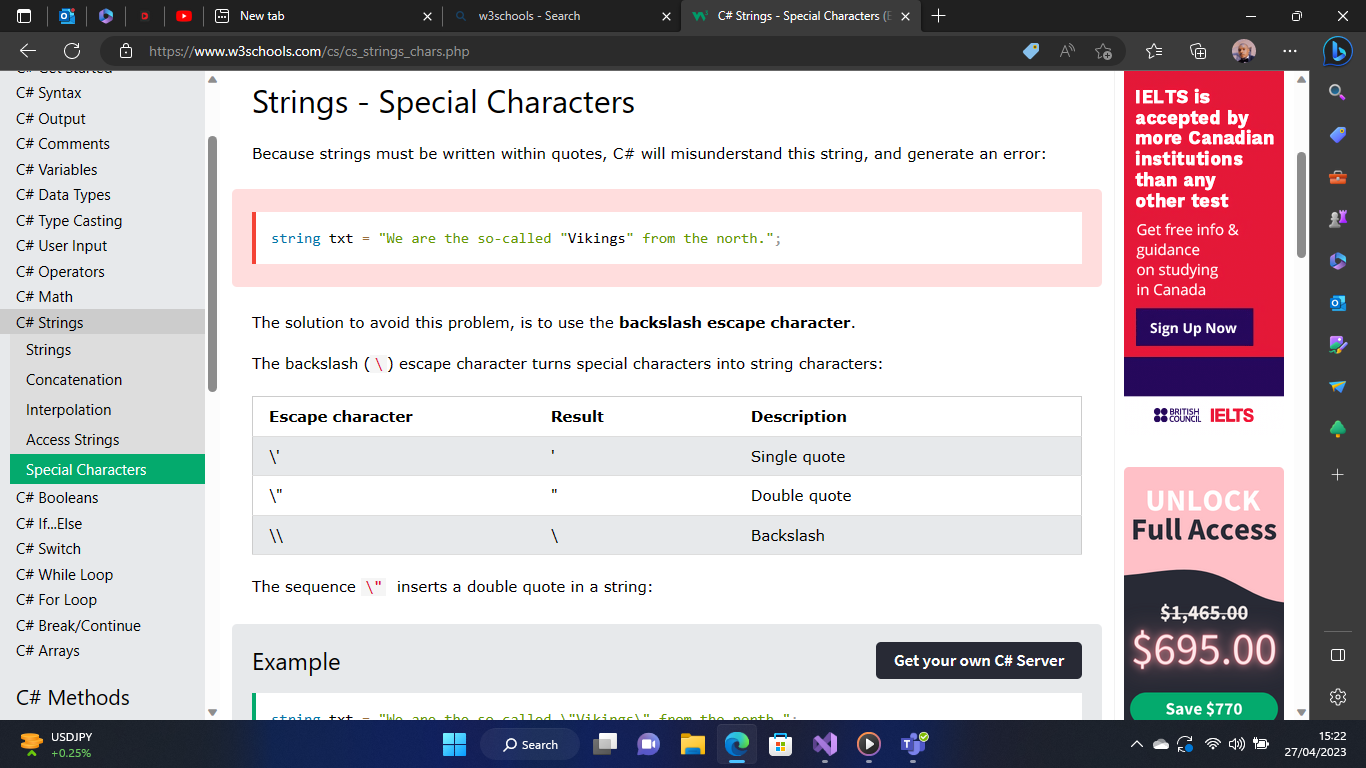 New tab
w3schools - Search
C# Strings - Special Characters (E
https://www.w3schools.com/cs/cs_strings_chars.php
C# Get Started
C# Syntax
C# Output
C# Comments
C# Variables
C# Data Types
C# Type Casting
C# User Input
C# Operators
C# Math
C# Strings
Strings
Concatenation
Interpolation
Access Strings
Special Characters
C# Booleans
C# If...Else
C# Switch
C# While Loop
C# For Loop
C# Break/Continue
C# Arrays
C# Methods
Strings - Special Characters
Because strings must be written within quotes, C# will misunderstand this string, and generate an error:
string txt = "We are the so-called "Vikings" from the north.";
The solution to avoid this problem, is to use the backslash escape character.
The backslash (\) escape character turns special characters into string characters:
Escape character Result Description
\' ' Single quote
\" " Double quote
\\ \ Backslash
The sequence \" inserts a double quote in a string:
Example
Get your own C# Server
string txt = "We are the so-called \"Vikings\" from the north.";
IELTS is
accepted by
more Canadian
institutions
than any
other test
Get free info &
guidance
on studying
in Canada
Sign Up Now
BRITISH
COUNCIL
IELTS
UNLOCK
Full Access
$1,465.00
$695.00
Save $770
USDJPY
+0.25%
Search
15:22
27/04/2023